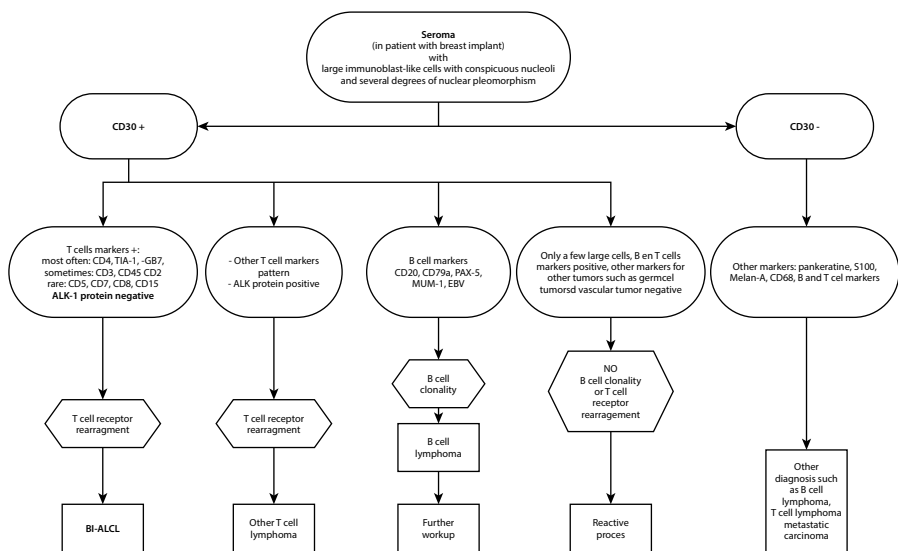 Seroma
(in patient with breast implant)
with
large immunoblast-like cells with conspicuous nucleoli
and several degrees of nuclear pleomorphism
CD30 +
CD30 -
T cells markers +:
most often: CD4, TIA-1, -GB7,
sometimes: CD3, CD45 CD2
rare: CD5, CD7, CD8, CD15
ALK-1 protein negative
- Other T cell markers
pattern
- ALK protein positive
B cell markers
CD20, CD79a, PAX-5,
MUM-1, EBV
Only a few large cells, B en T cells
markers positive, other markers for
other tumors such as germcel
tumorsd vascular tumor negative
Other markers: pankeratine, S100,
Melan-A, CD68, B and T cel markers
T cell receptor
rearragment
T cell receptor
rearragment
B cell
clonality
NO
B cell clonality
or T cell
receptor
rearragement
B cell
lymphoma
BI-ALCL
Other T cell
lymphoma
Further
workup
Reactive
proces
Other
diagnosis such
as B cell
lymphoma,
T cell lymphoma
metastatic
carcinoma